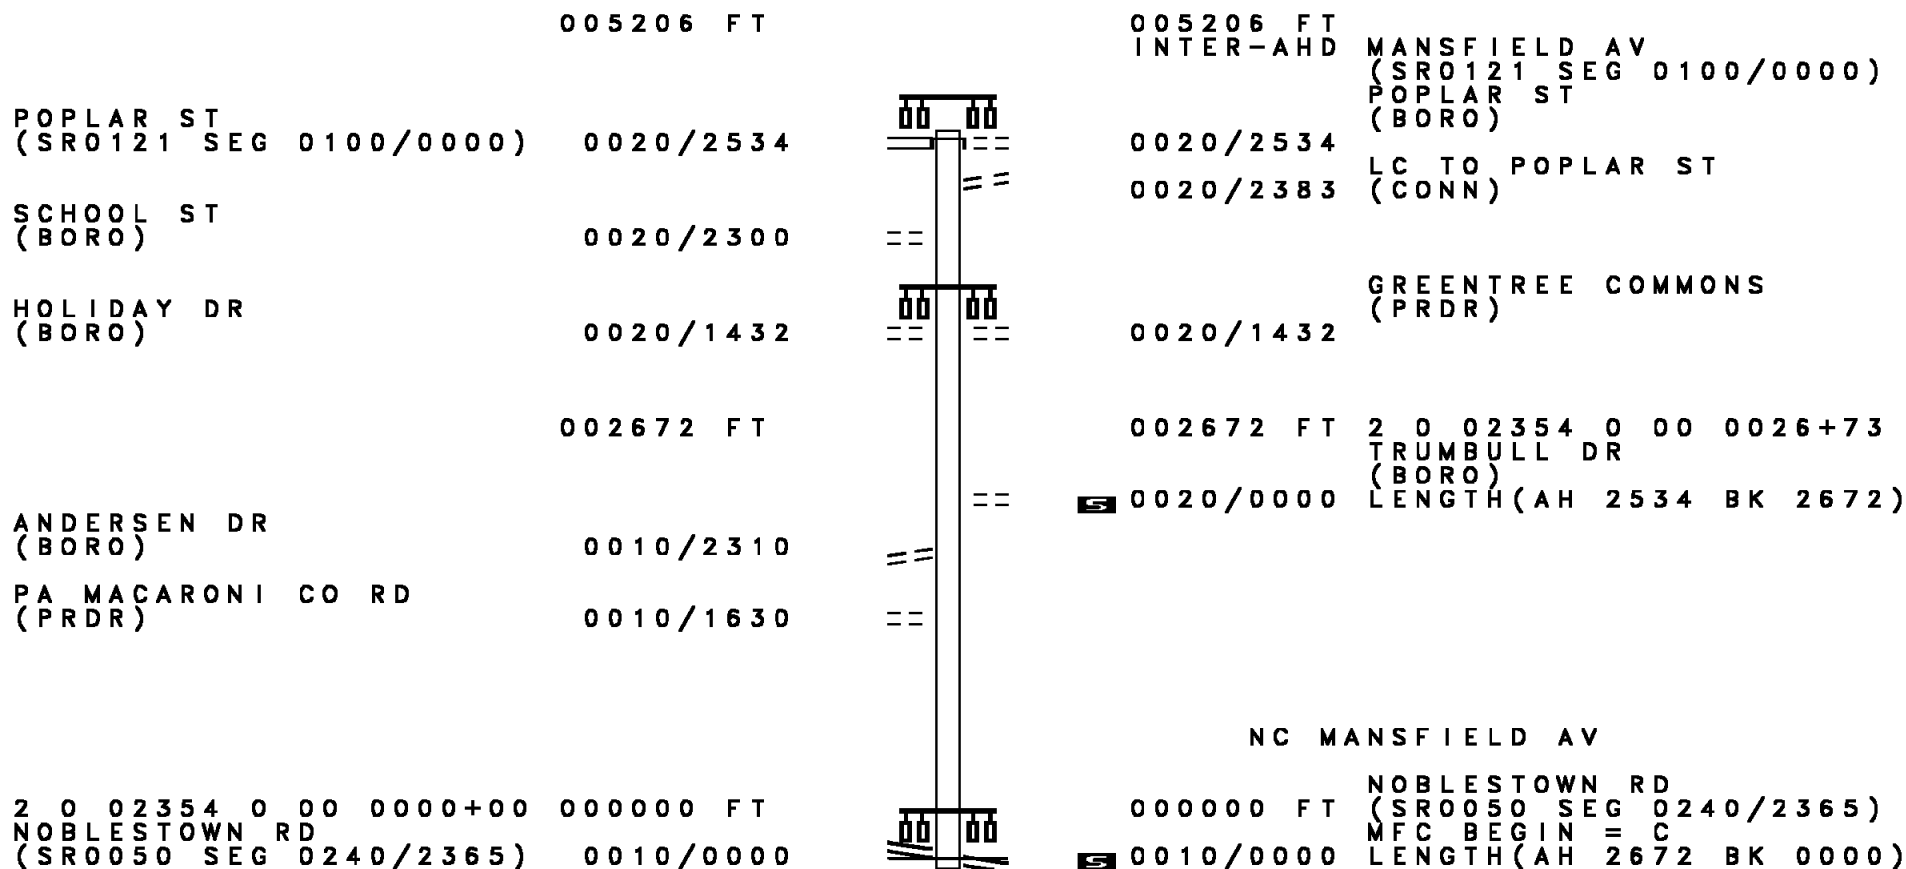 005206 FT 005206 FT
INTER-AHD MANSFIELD AV
(SR0121 SEG 0100/0000)
POPLAR ST
POPLAR ST (BORO)
(SR0121 SEG 0100/0000) 0020/2534 0020/2534
LC TO POPLAR ST
0020/2383 (CONN)
SCHOOL ST
(BORO) 0020/2300
GREENTREE COMMONS
HOLIDAY DR (PRDR)
(BORO) 0020/1432 0020/1432
002672 FT 002672 FT 2 0 02354 0 00 0026+73
TRUMBULL DR
(BORO)
S 0020/0000 LENGTH(AH 2534 BK 2672)
ANDERSEN DR
(BORO) 0010/2310
PA MACARONI CO RD
(PRDR) 0010/1630
NC MANSFIELD AV
NOBLESTOWN RD
2 0 02354 0 00 0000+00 000000 FT 000000 FT (SR0050 SEG 0240/2365)
NOBLESTOWN RD MFC BEGIN = C
(SR0050 SEG 0240/2365) 0010/0000 S 0010/0000 LENGTH(AH 2672 BK 0000)